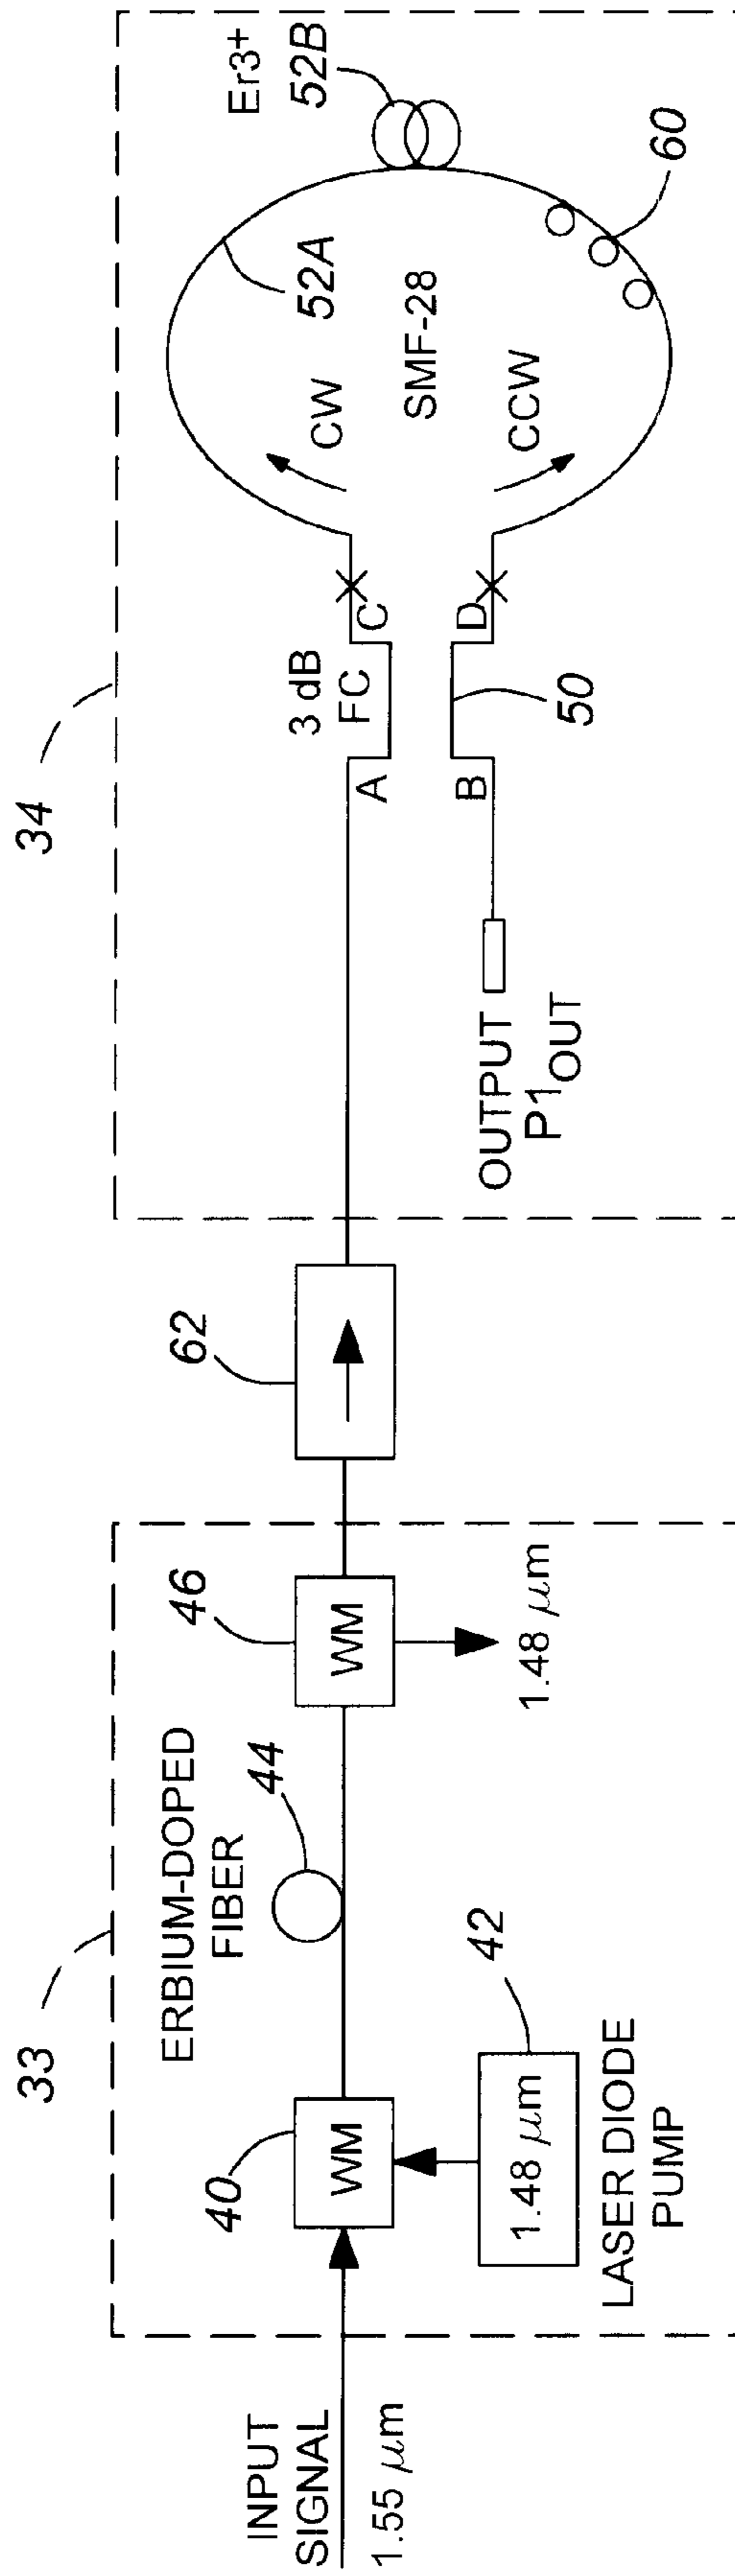 33
34
INPUT
SIGNAL
1.55 μm
40
WM
1.48 μm
42
LASER DIODE
PUMP
ERBIUM-DOPED
FIBER
44
46
WM
1.48 μm
62
OUTPUT
P1OUT
A
B
3 dB
FC
C
D
50
CW
SMF-28
CCW
52A
Er3+
52B
60